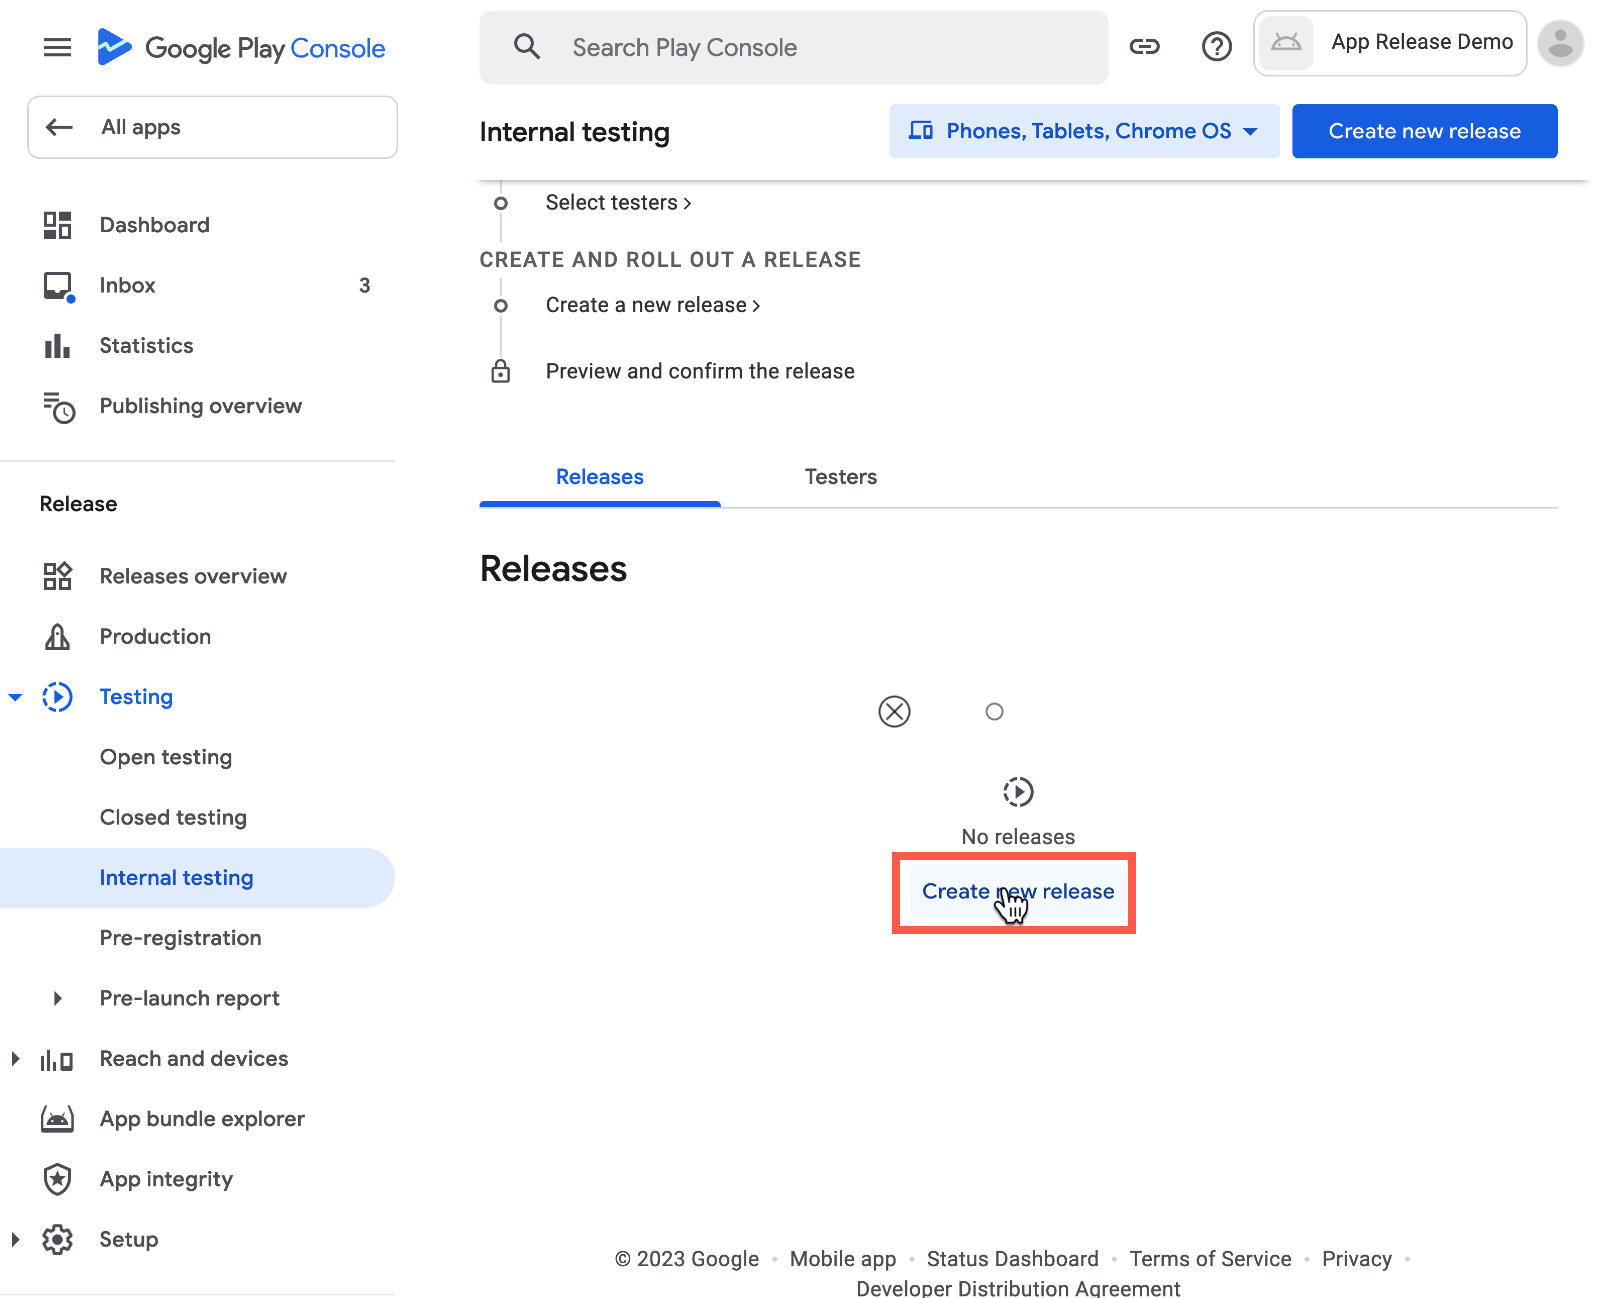 Google Play Console
Search Play Console
App Release Demo
All apps
Internal testing
Phones, Tablets, Chrome OS
Create new release
Dashboard
Inbox 3
Statistics
Publishing overview
Release
Releases overview
Production
Testing
Open testing
Closed testing
Internal testing
Pre-registration
Pre-launch report
Reach and devices
App bundle explorer
App integrity
Setup
Select testers >
CREATE AND ROLL OUT A RELEASE
Create a new release >
Preview and confirm the release
Releases Testers
Releases
No releases
Create new release
© 2023 Google • Mobile app • Status Dashboard • Terms of Service • Privacy •
Developer Distribution Agreement